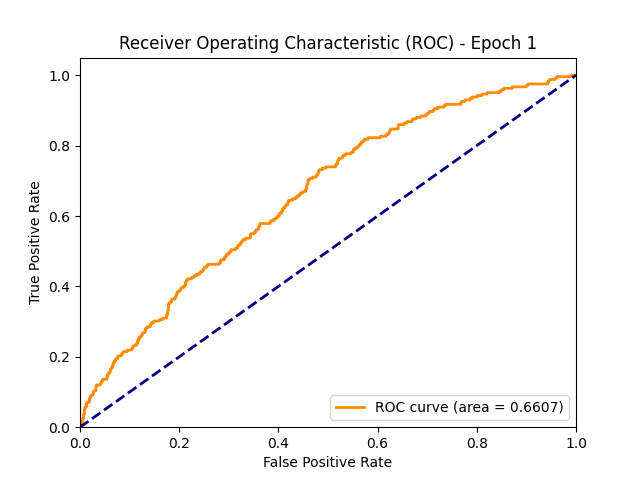 Receiver Operating Characteristic (ROC) - Epoch 1
True Positive Rate
1.0
0.8
0.6
0.4
0.2
0.0
ROC curve (area = 0.6607)
0.0 0.2 0.4 0.6 0.8 1.0
False Positive Rate